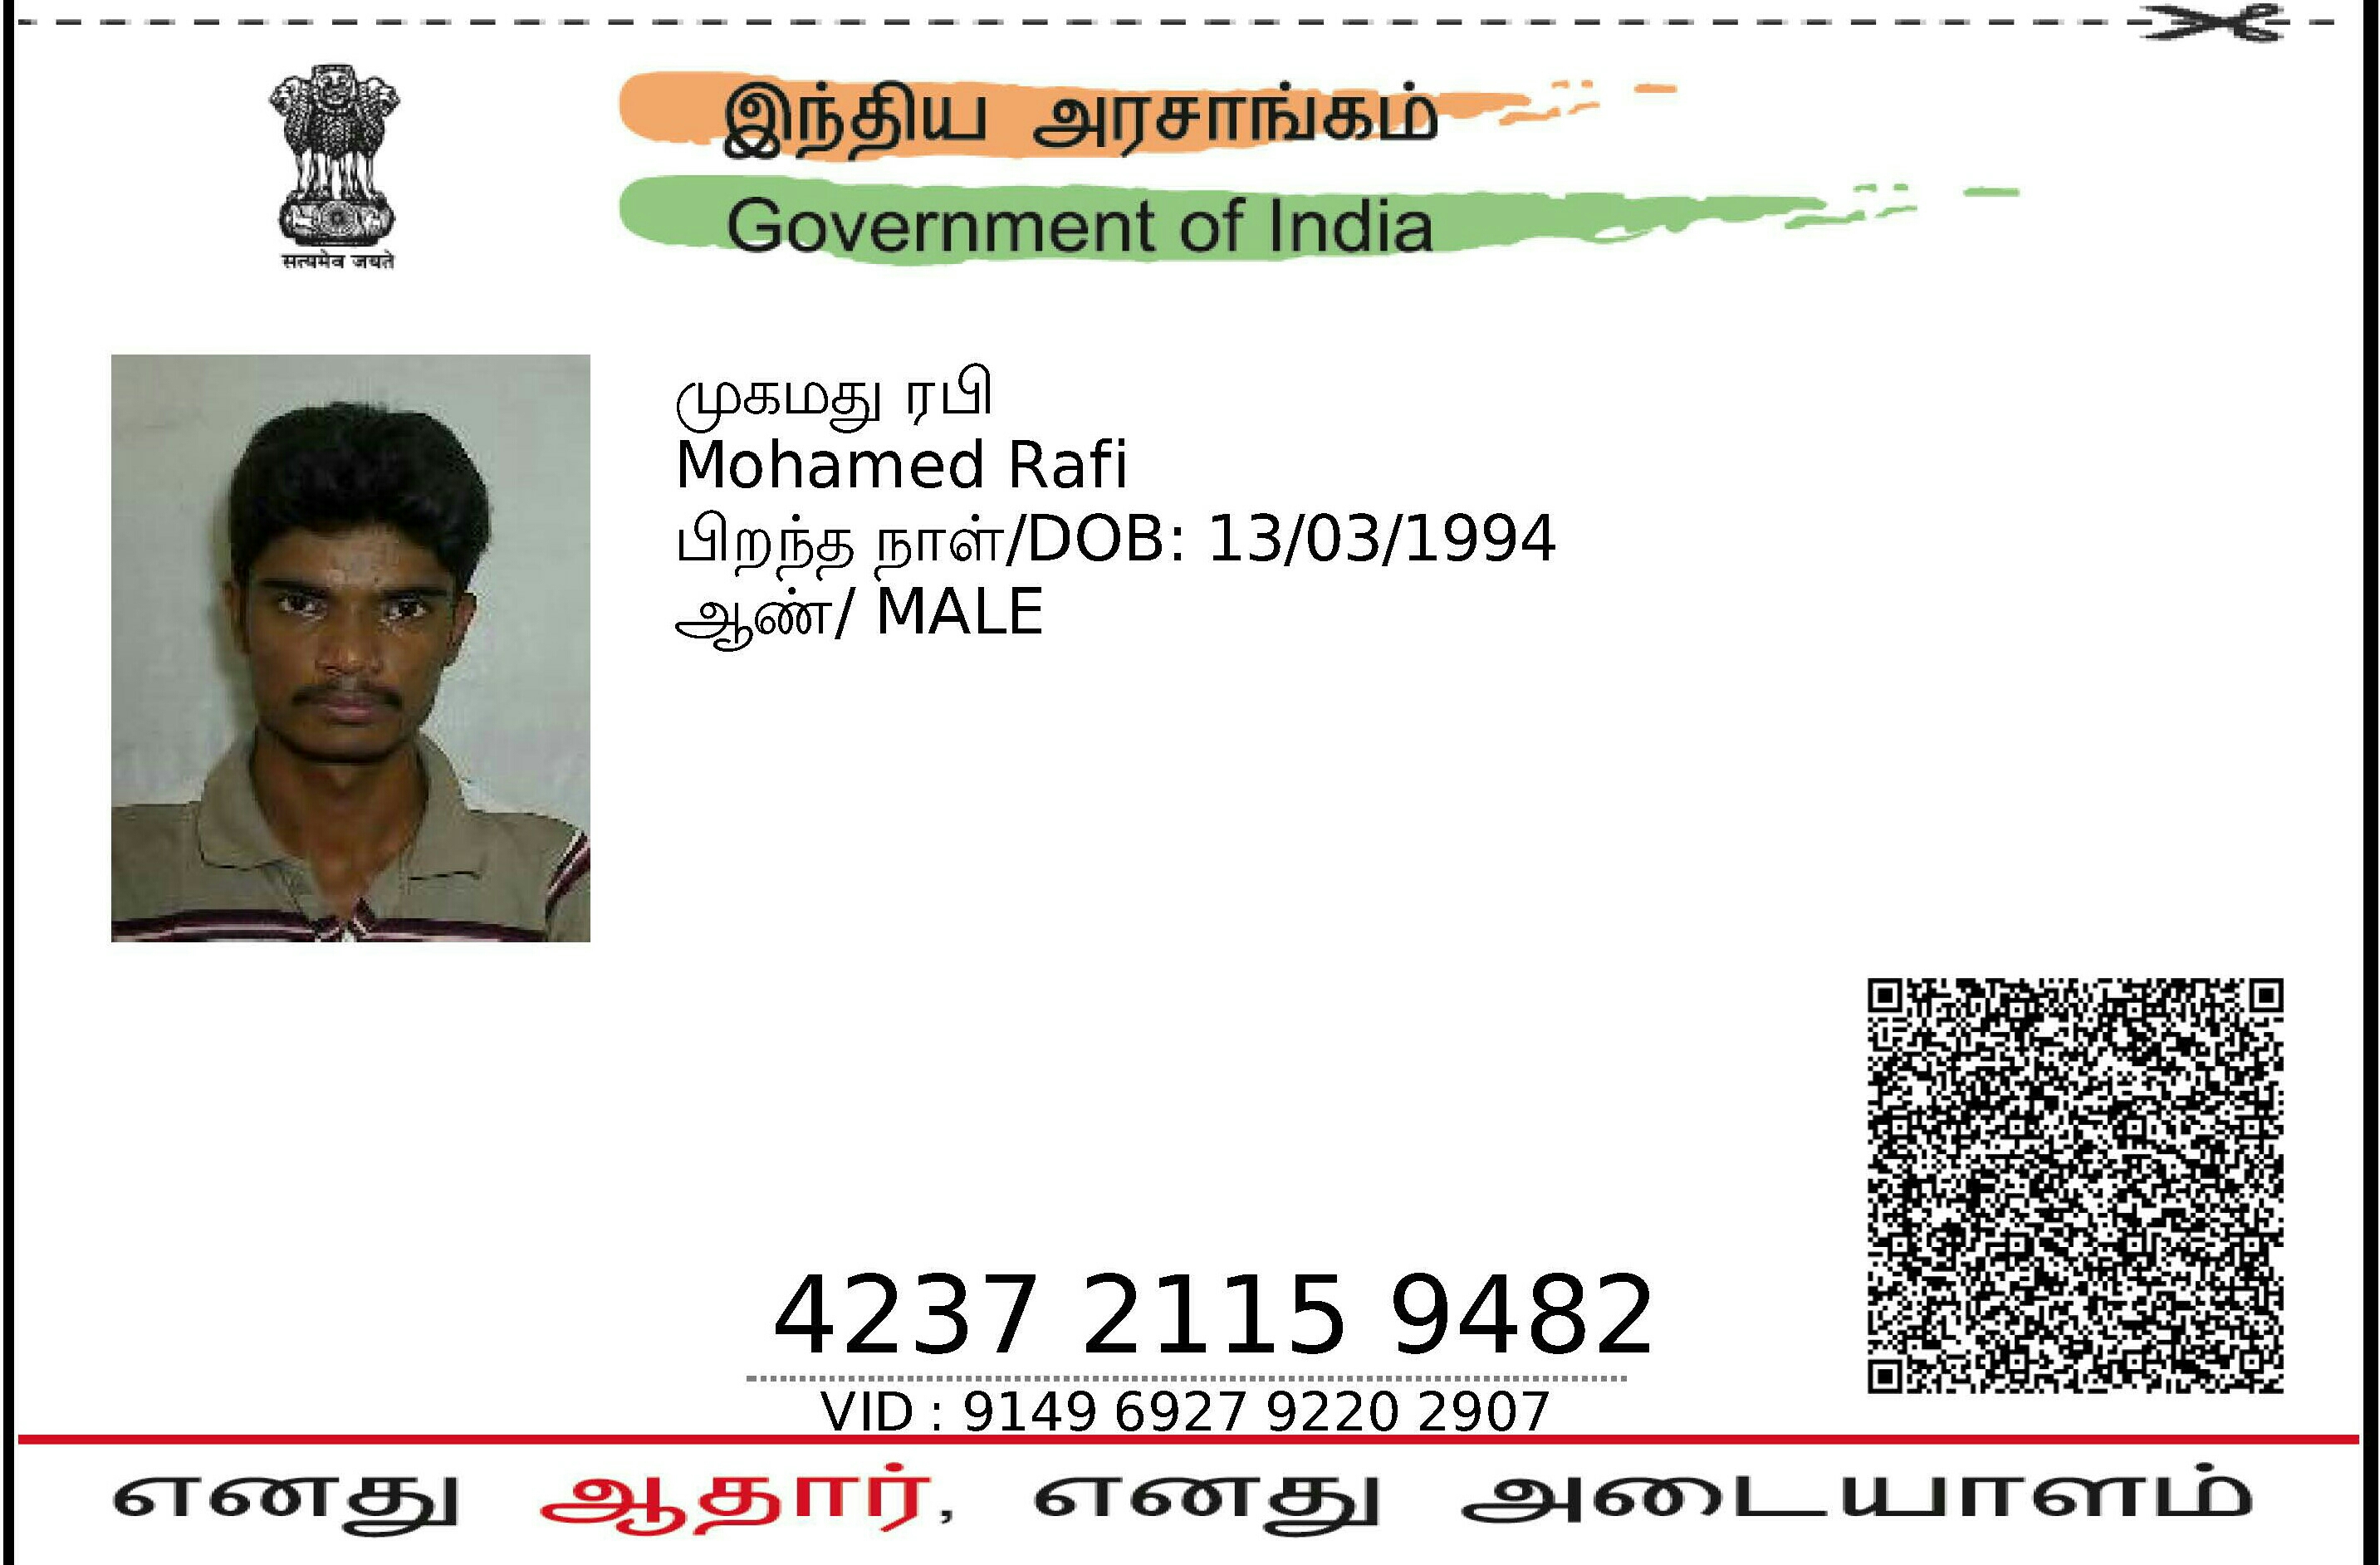 இந்திய அரசாங்கம்
Government of India
सत्यमेव जयते
முகமது ரபி
Mohamed Rafi
பிறந்த நாள்/DOB: 13/03/1994
ஆண்/ MALE
4237 2115 9482
VID : 9149 6927 9220 2907
எனது ஆதார், எனது அடையாளம்